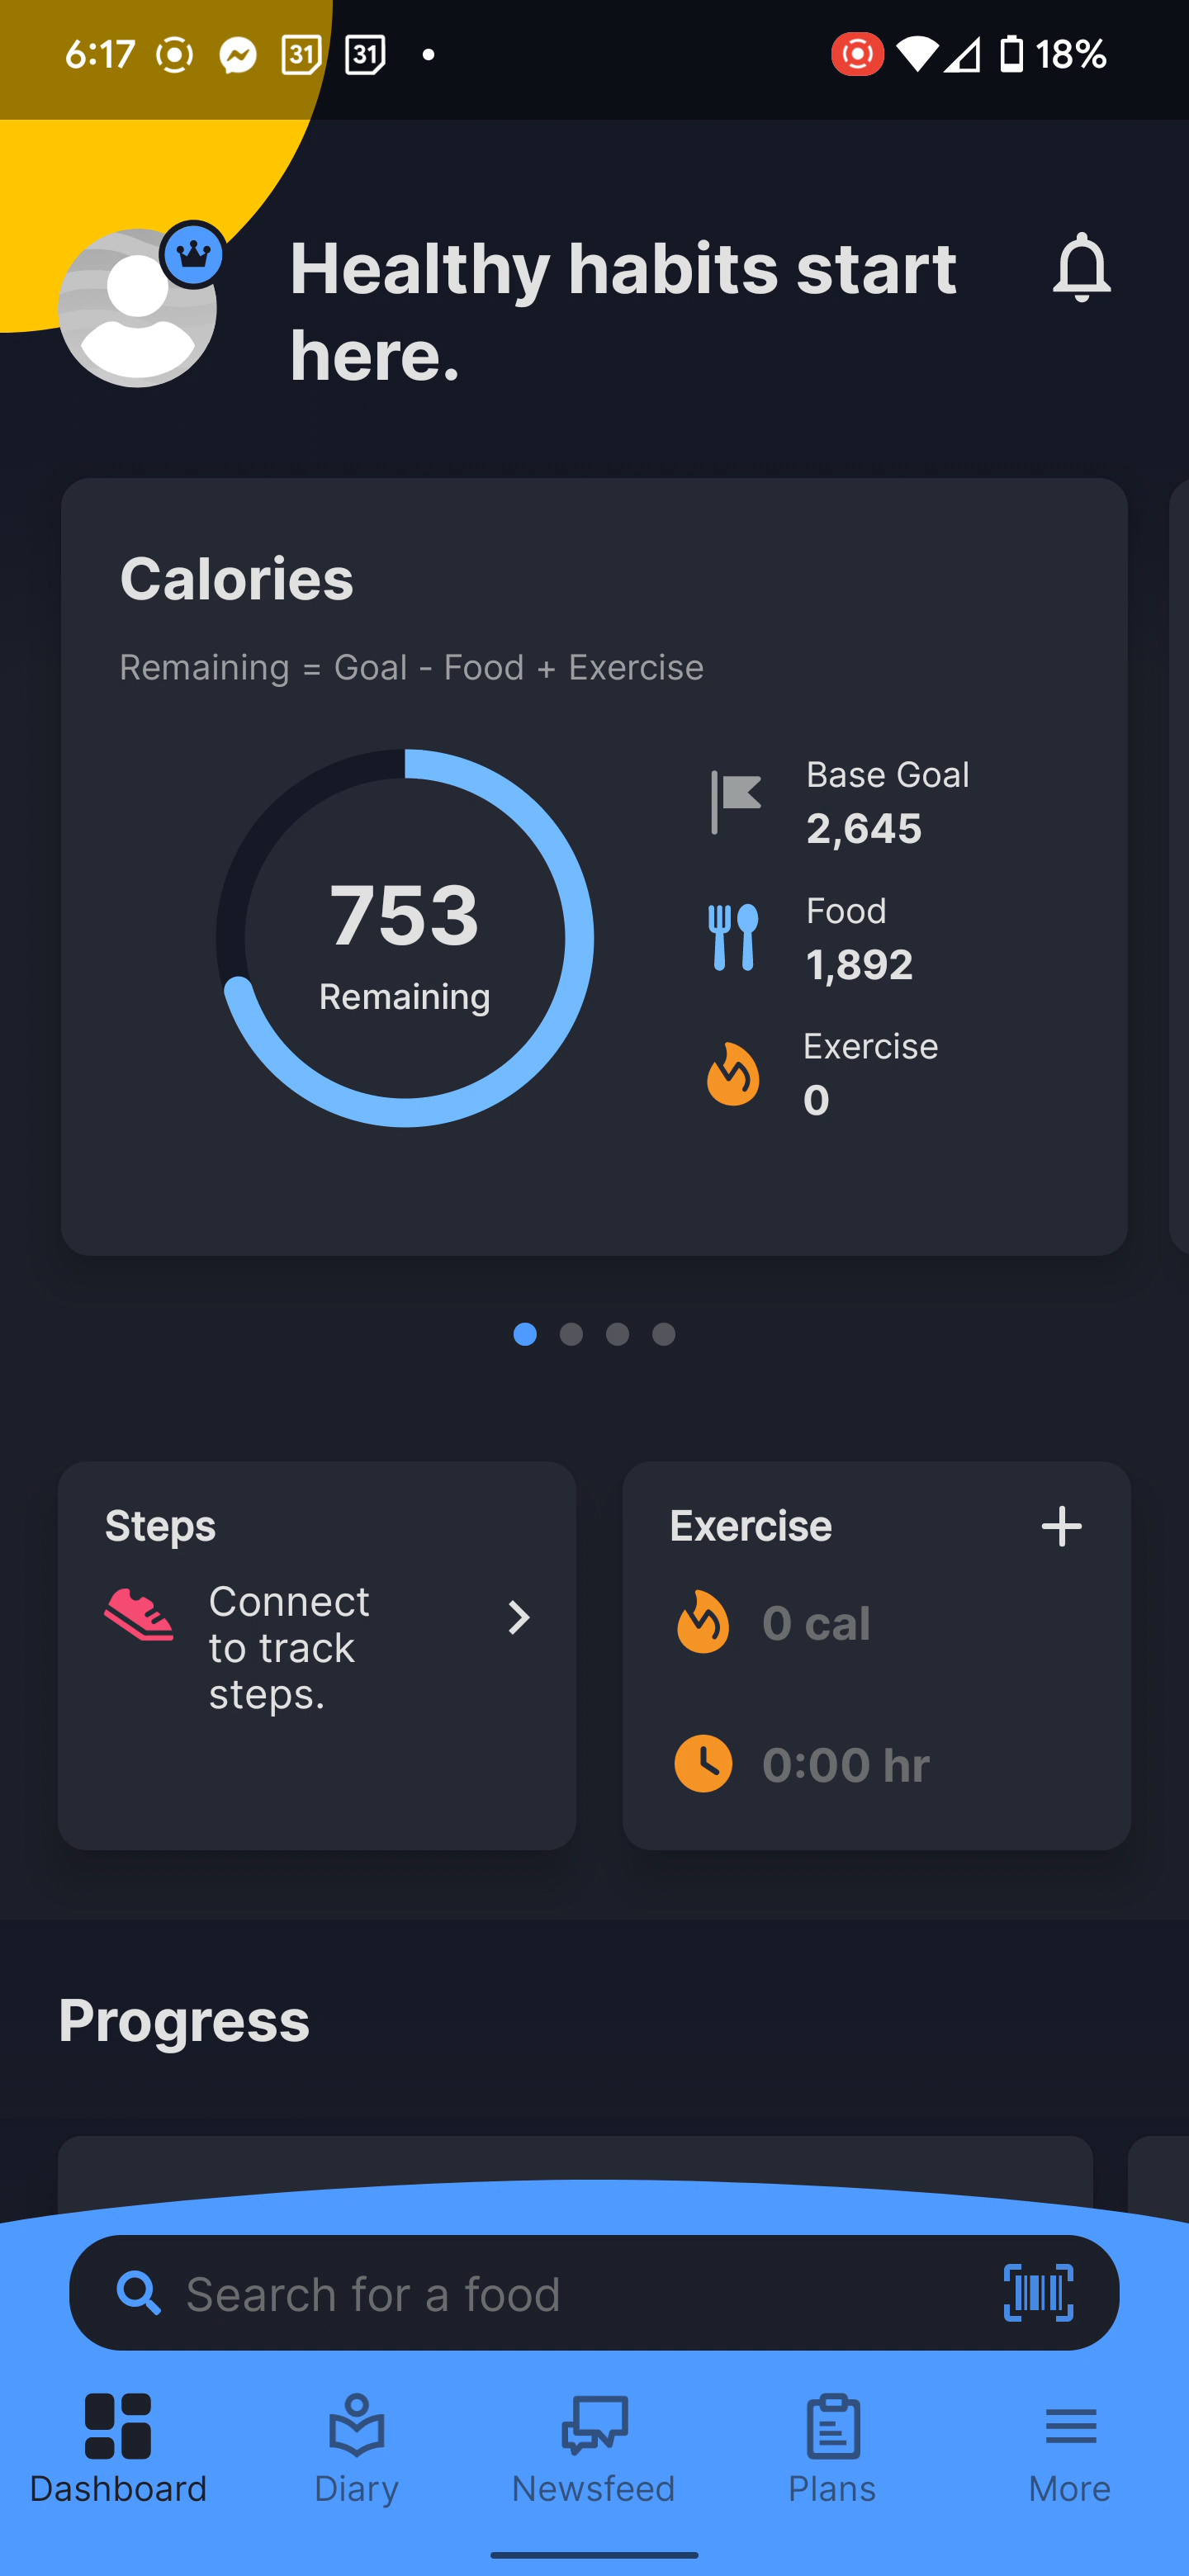 6:17
31
31
18%
Healthy habits start
here.
Calories
Remaining = Goal - Food + Exercise
753
Remaining
Base Goal
2,645
Food
1,892
Exercise
0
Steps
Connect
to track
steps.
Exercise
0 cal
0:00 hr
Progress
Search for a food
Dashboard
Diary
Newsfeed
Plans
More